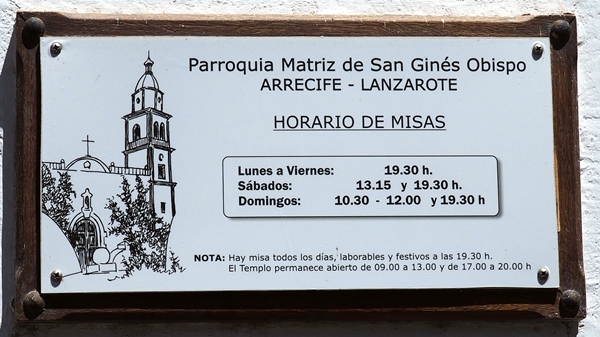 Parroquia Matriz de San Ginés Obispo
ARRECIFE - LANZAROTE
HORARIO DE MISAS
Lunes a Viernes: 19.30 h.
Sábados: 13.15 y 19.30 h.
Domingos: 10.30 - 12.00 y 19.30 h
NOTA: Hay misa todos los días, laborables y festivos a las 19.30 h.
El Templo permanece abierto de 09.00 a 13.00 y de 17.00 a 20.00 h